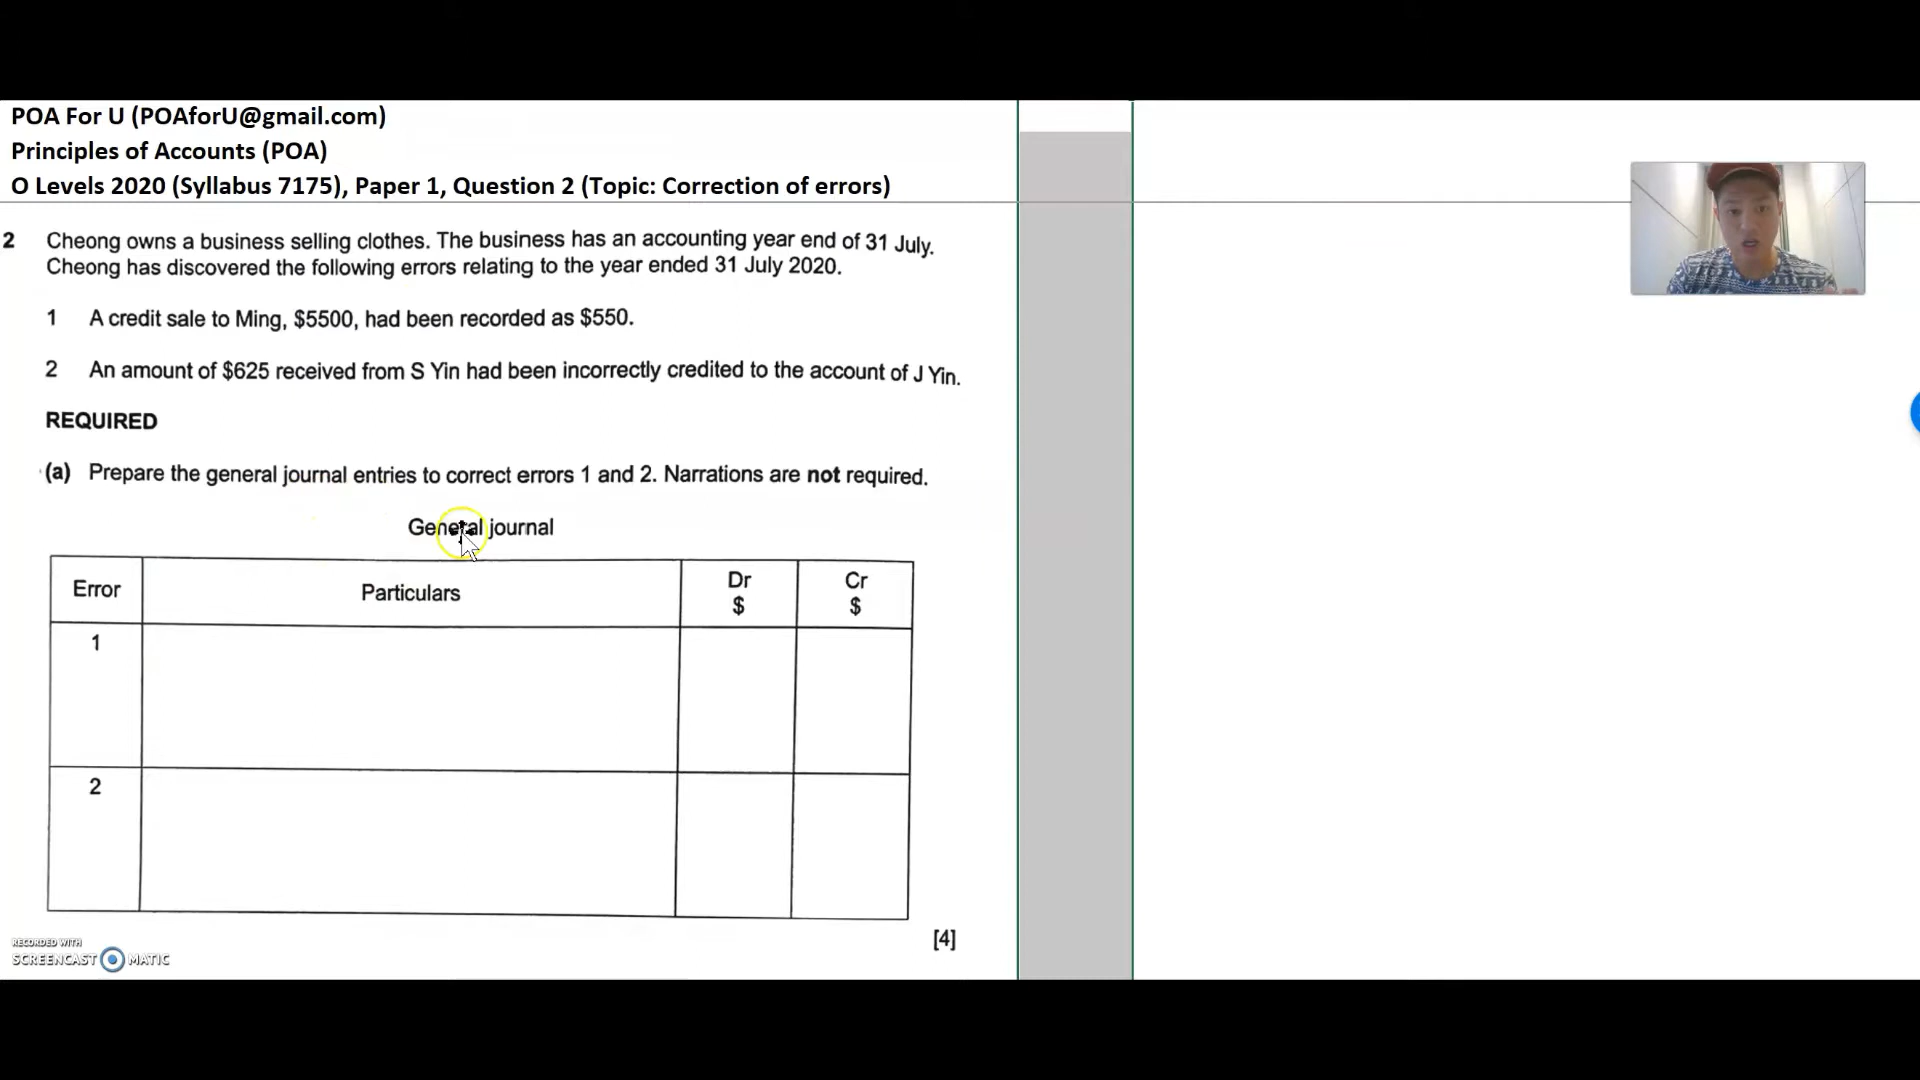 POA For U (POAforU@gmail.com)
Principles of Accounts (POA)
O Levels 2020 (Syllabus 7175), Paper 1, Question 2 (Topic: Correction of errors)
2 Cheong owns a business selling clothes. The business has an accounting year end of 31 July.
Cheong has discovered the following errors relating to the year ended 31 July 2020.
1 A credit sale to Ming, $5500, had been recorded as $550.
2 An amount of $625 received from S Yin had been incorrectly credited to the account of J Yin.
REQUIRED
(a) Prepare the general journal entries to correct errors 1 and 2. Narrations are not required.
General journal
Error Particulars Dr $ Cr $
1
2
[4]
RECORDED WITH
SCREENCAST MATIC